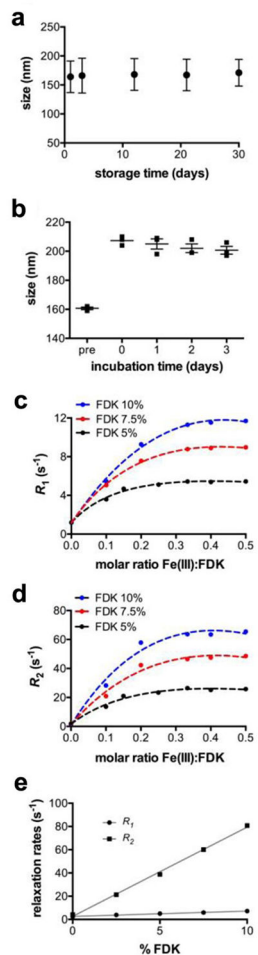 a
size (nm)
250
200
150
100
50
0
10
20
30
storage time (days)
b
size (nm)
220
200
180
160
140
pre
0
1
2
3
incubation time (days)
c
R1 (s-1)
12
8
4
0
FDK 10%
FDK 7.5%
FDK 5%
0.0
0.1
0.2
0.3
0.4
0.5
molar ratio Fe(III):FDK
d
R2 (s-1)
80
60
40
20
0
FDK 10%
FDK 7.5%
FDK 5%
0.0
0.1
0.2
0.3
0.4
0.5
molar ratio Fe(III):FDK
e
relaxation rates (s-1)
100
80
60
40
20
0
R1
R2
0
5
10
% FDK